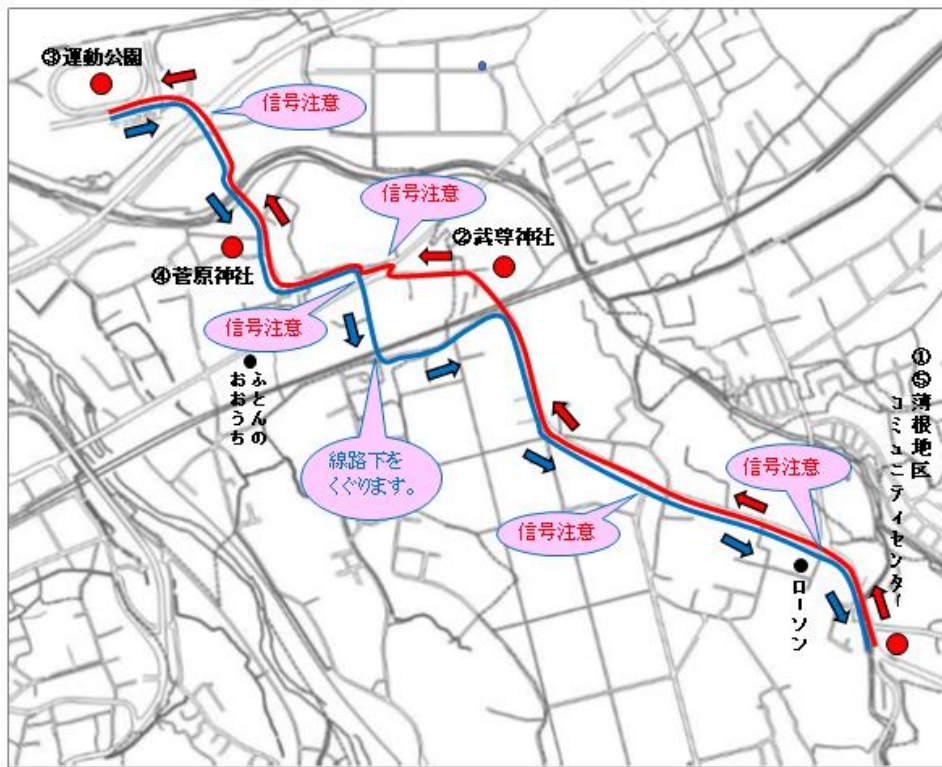 ③運動公園
信号注意
信号注意
②武尊神社
④菅原神社
信号注意
ふとんの
おおうち
線路下を
くぐります。
①⑤薄根地区
コミュニティセンター
信号注意
信号注意
ローソン